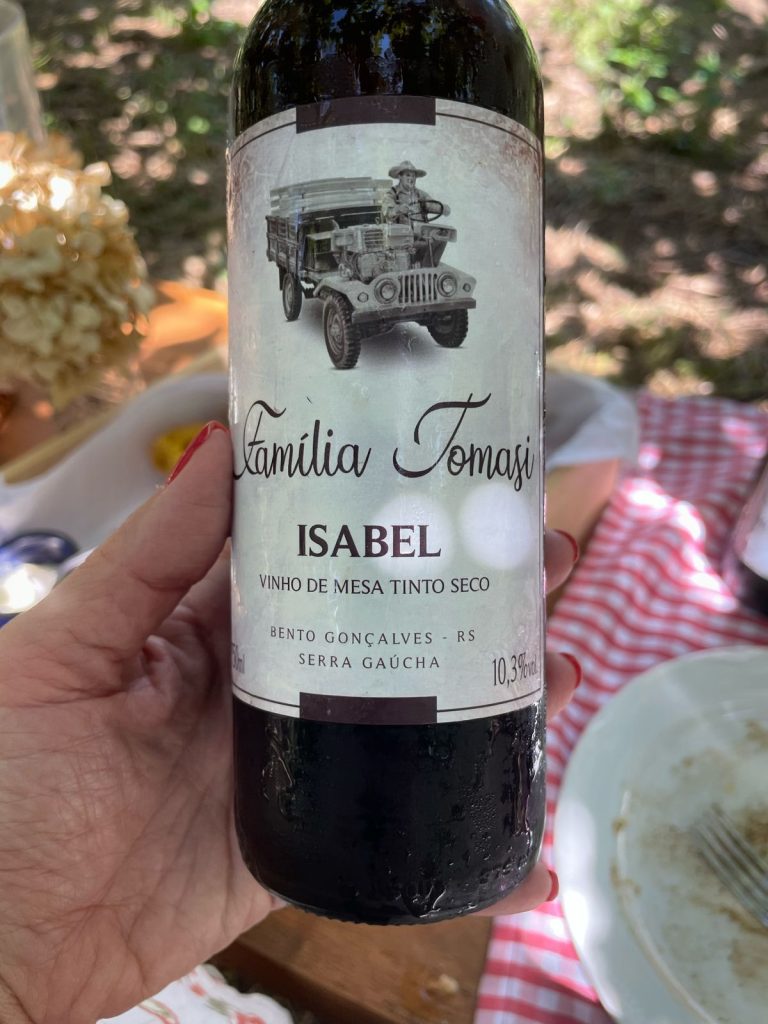 Família Tomasi
ISABEL
VINHO DE MESA TINTO SECO
BENTO GONÇALVES - RS
SERRA GAÚCHA
10,3%vol